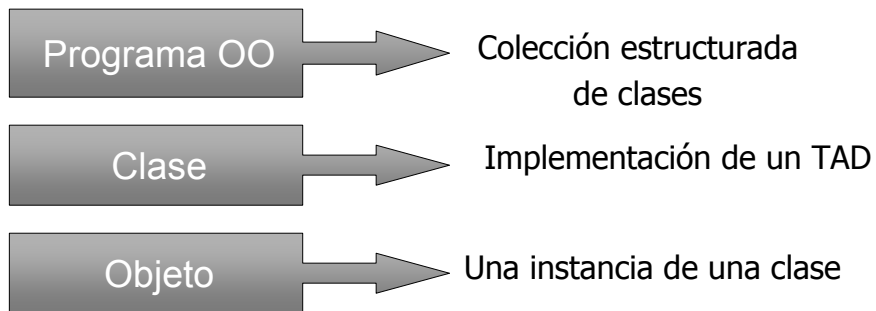 Programa OO
Colección estructurada
de clases
Clase
Implementación de un TAD
Objeto
Una instancia de una clase